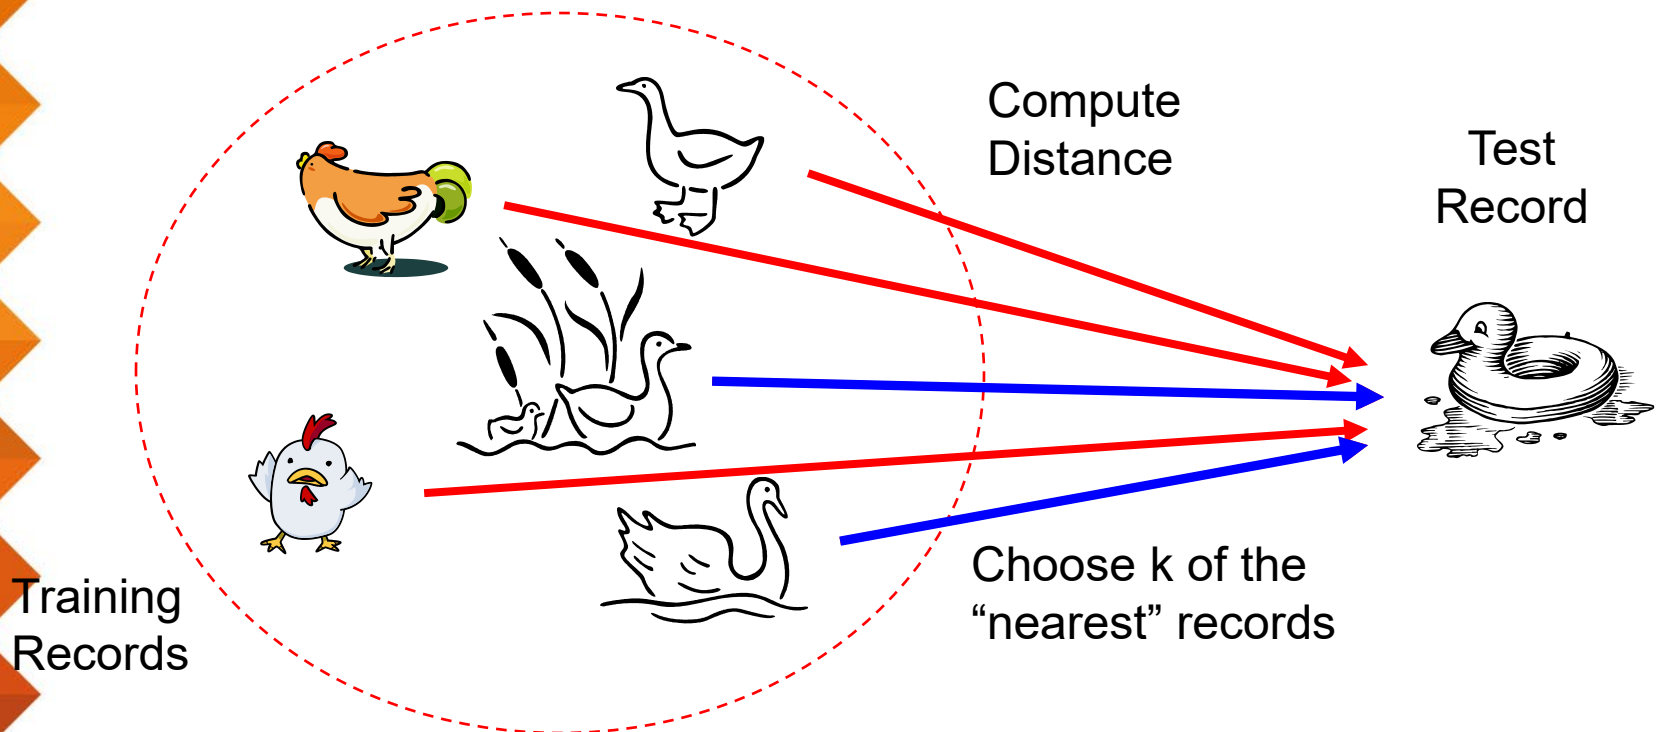 Compute
Distance
Test
Record
Training
Records
Choose k of the
“nearest” records